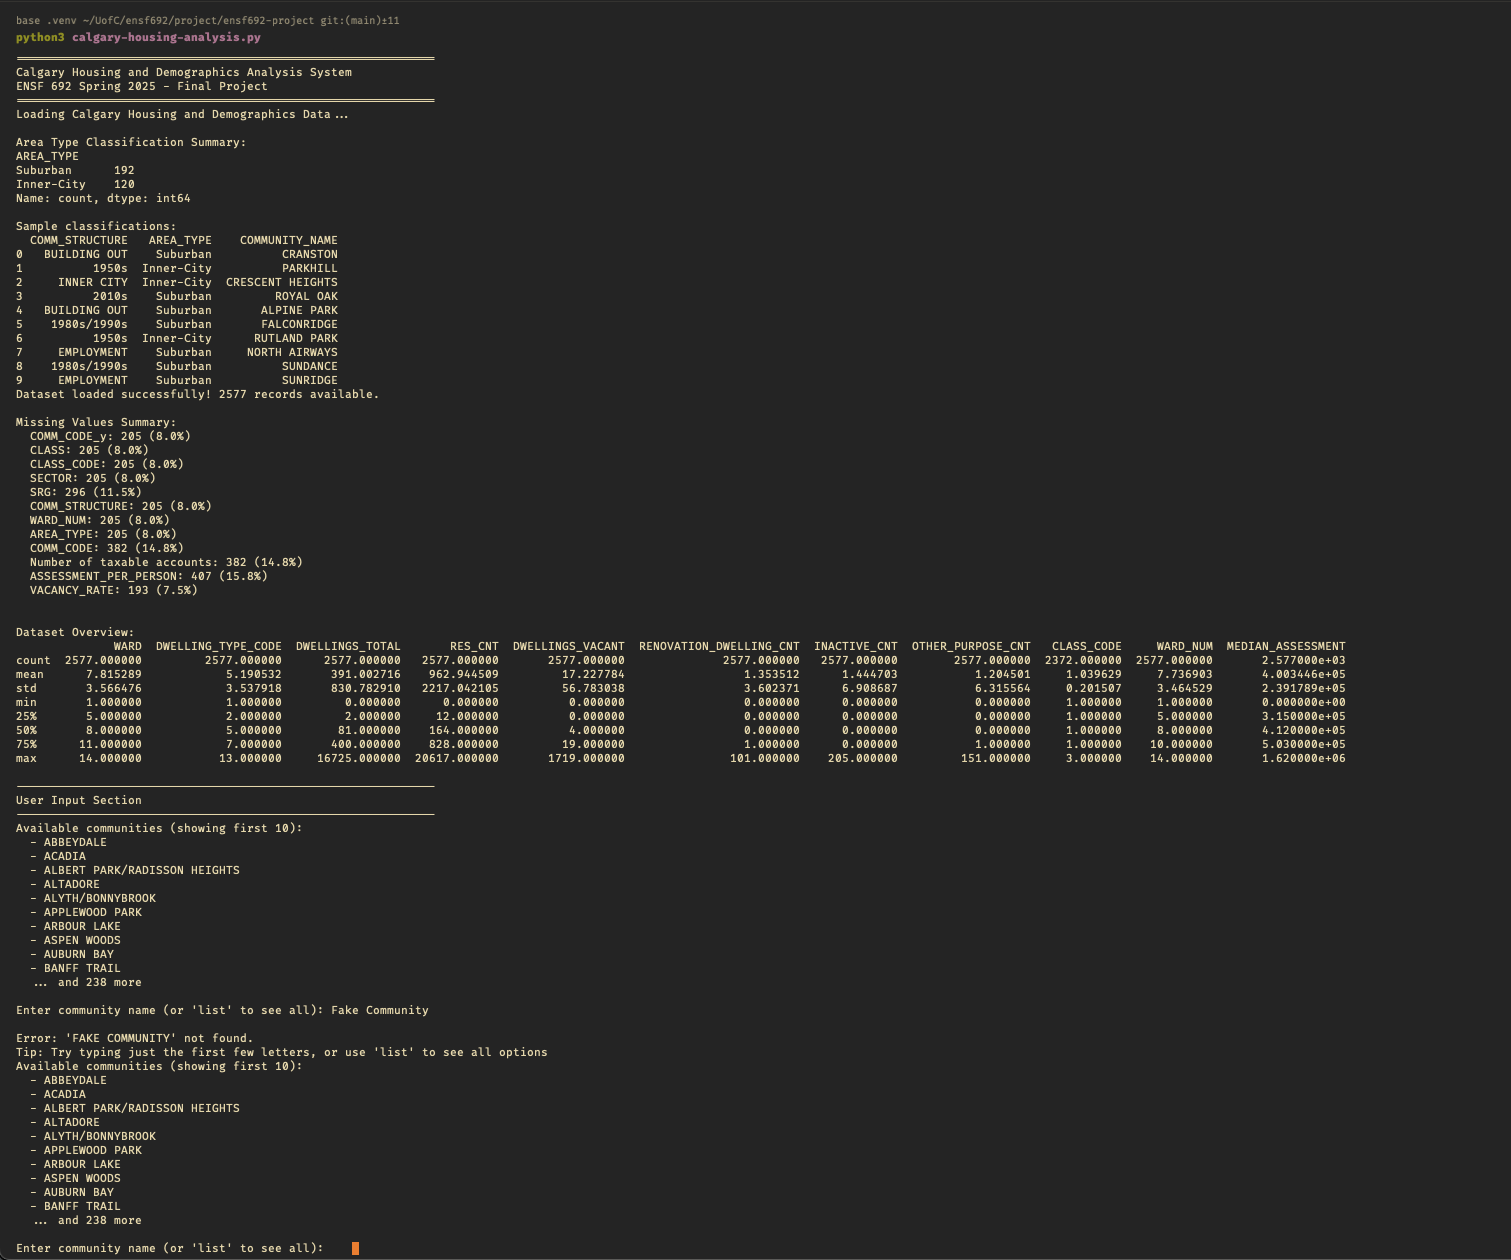 base .venv ~/UofC/ensf692/project/ensf692-project git:(main)±11
python3 calgary-housing-analysis.py
Calgary Housing and Demographics Analysis System
ENSF 692 Spring 2025 - Final Project
Loading Calgary Housing and Demographics Data...
Area Type Classification Summary:
AREA_TYPE
Suburban      192
Inner-City    120
Name: count, dtype: int64
Sample classifications:
  COMM_STRUCTURE   AREA_TYPE    COMMUNITY_NAME
0   BUILDING OUT    Suburban          CRANSTON
1          1950s  Inner-City          PARKHILL
2     INNER CITY  Inner-City  CRESCENT HEIGHTS
3          2010s    Suburban         ROYAL OAK
4   BUILDING OUT    Suburban       ALPINE PARK
5    1980s/1990s    Suburban       FALCONRIDGE
6          1950s  Inner-City      RUTLAND PARK
7     EMPLOYMENT    Suburban     NORTH AIRWAYS
8    1980s/1990s    Suburban          SUNDANCE
9     EMPLOYMENT    Suburban          SUNRIDGE
Dataset loaded successfully! 2577 records available.
Missing Values Summary:
  COMM_CODE_y: 205 (8.0%)
  CLASS: 205 (8.0%)
  CLASS_CODE: 205 (8.0%)
  SECTOR: 205 (8.0%)
  SRG: 296 (11.5%)
  COMM_STRUCTURE: 205 (8.0%)
  WARD_NUM: 205 (8.0%)
  AREA_TYPE: 205 (8.0%)
  COMM_CODE: 382 (14.8%)
  Number of taxable accounts: 382 (14.8%)
  ASSESSMENT_PER_PERSON: 407 (15.8%)
  VACANCY_RATE: 193 (7.5%)
Dataset Overview:
WARD  DWELLING_TYPE_CODE  DWELLINGS_TOTAL  RES_CNT  DWELLINGS_VACANT  RENOVATION_DWELLING_CNT  INACTIVE_CNT  OTHER_PURPOSE_CNT  CLASS_CODE  WARD_NUM  MEDIAN_ASSESSMENT
count  2577.000000  2577.000000  2577.000000  2577.000000  2577.000000  2577.000000  2577.000000  2577.000000  2372.000000  2577.000000  2.577000e+03
mean  7.815289  5.190532  391.002716  962.944509  17.227784  1.353512  1.444703  1.204501  1.039629  7.736903  4.003446e+05
std  3.566476  3.537918  830.782910  2217.042105  56.783038  3.602371  6.908687  6.315564  0.201507  3.464529  2.391789e+05
min  1.000000  1.000000  0.000000  0.000000  0.000000  0.000000  0.000000  0.000000  1.000000  1.000000  0.000000e+00
25%  5.000000  2.000000  2.000000  12.000000  0.000000  0.000000  0.000000  0.000000  1.000000  5.000000  3.150000e+05
50%  8.000000  5.000000  81.000000  164.000000  4.000000  0.000000  0.000000  0.000000  1.000000  8.000000  4.120000e+05
75%  11.000000  7.000000  400.000000  828.000000  19.000000  1.000000  0.000000  1.000000  1.000000  10.000000  5.030000e+05
max  14.000000  13.000000  16725.000000  20617.000000  1719.000000  101.000000  205.000000  151.000000  3.000000  14.000000  1.620000e+06
User Input Section
Available communities (showing first 10):
  - ABBEYDALE
  - ACADIA
  - ALBERT PARK/RADISSON HEIGHTS
  - ALTADORE
  - ALYTH/BONNYBROOK
  - APPLEWOOD PARK
  - ARBOUR LAKE
  - ASPEN WOODS
  - AUBURN BAY
  - BANFF TRAIL
  ... and 238 more
Enter community name (or 'list' to see all): Fake Community
Error: 'FAKE COMMUNITY' not found.
Tip: Try typing just the first few letters, or use 'list' to see all options
Available communities (showing first 10):
  - ABBEYDALE
  - ACADIA
  - ALBERT PARK/RADISSON HEIGHTS
  - ALTADORE
  - ALYTH/BONNYBROOK
  - APPLEWOOD PARK
  - ARBOUR LAKE
  - ASPEN WOODS
  - AUBURN BAY
  - BANFF TRAIL
  ... and 238 more
Enter community name (or 'list' to see all):